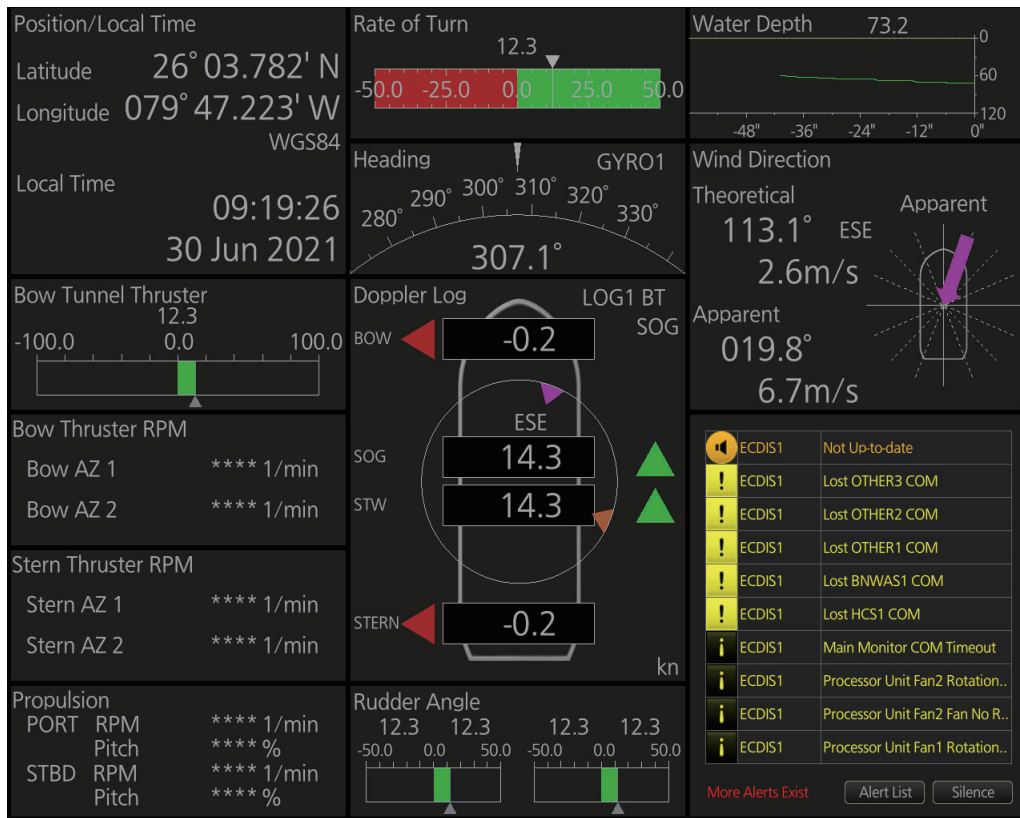 Position/Local Time
Latitude 26° 03.782' N
Longitude 079° 47.223' W
WGS84
Local Time
09:19:26
30 Jun 2021
Rate of Turn
12.3
-50.0 -25.0 0.0 25.0 50.0
Water Depth 73.2
0
60
120
-48" -36" -24" -12" 0"
Heading GYRO1
280° 290° 300° 310° 320° 330°
307.1°
Wind Direction
Theoretical
113.1° ESE
2.6m/s
Apparent
Apparent
019.8°
6.7m/s
Bow Tunnel Thruster
12.3
-100.0 0.0 100.0
Doppler Log LOG1 BT
SOG
BOW -0.2
ESE
SOG 14.3
STW 14.3
STERN -0.2
kn
Bow Thruster RPM
Bow AZ 1 **** 1/min
Bow AZ 2 **** 1/min
Stern Thruster RPM
Stern AZ 1 **** 1/min
Stern AZ 2 **** 1/min
Propulsion
PORT RPM **** 1/min
Pitch **** %
STBD RPM **** 1/min
Pitch **** %
Rudder Angle
12.3 12.3 12.3 12.3
-50.0 0.0 50.0 -50.0 0.0 50.0
ECDIS1 Not Up-to-date
! ECDIS1 Lost OTHER3 COM
! ECDIS1 Lost OTHER2 COM
! ECDIS1 Lost OTHER1 COM
! ECDIS1 Lost BNWAS1 COM
! ECDIS1 Lost HCS1 COM
i ECDIS1 Main Monitor COM Timeout
i ECDIS1 Processor Unit Fan2 Rotation..
i ECDIS1 Processor Unit Fan2 Fan No R..
i ECDIS1 Processor Unit Fan1 Rotation..
More Alerts Exist Alert List Silence